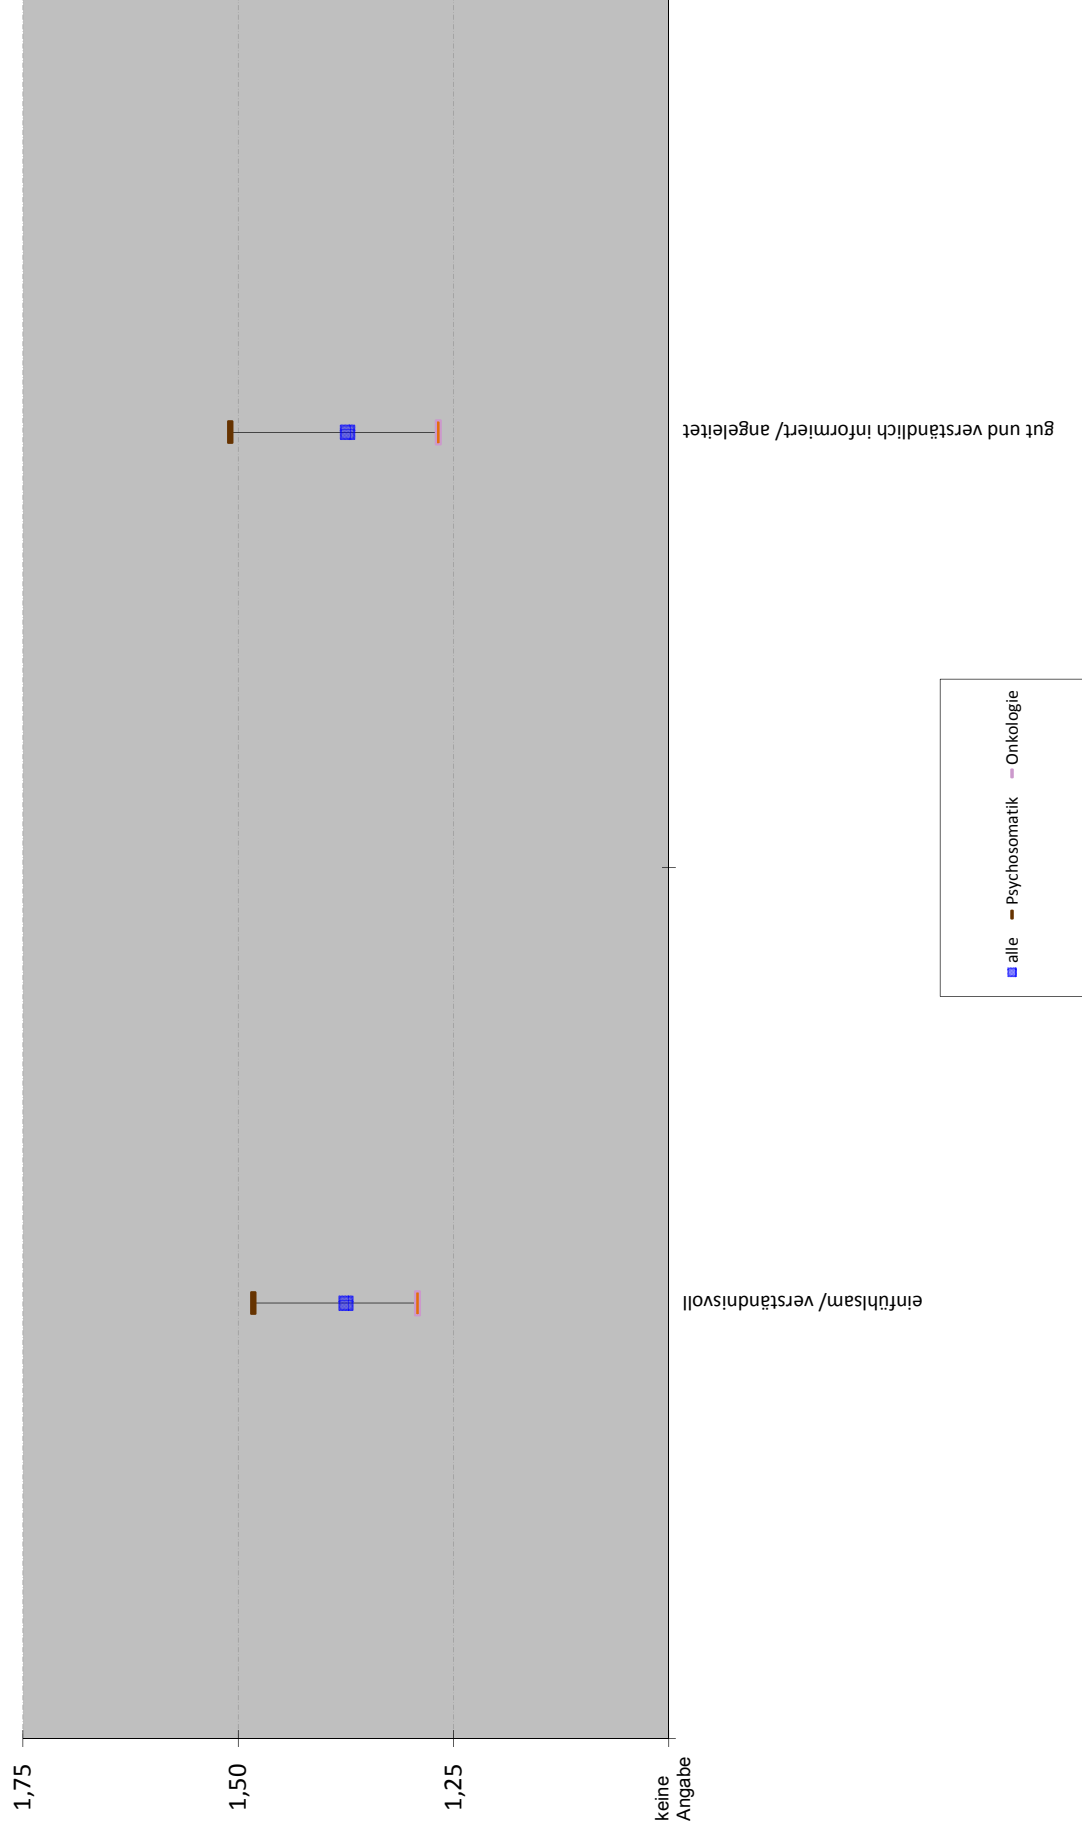 1,75
1,50
1,25
keine
Angabe
einfühlsam/ verständnisvoll
gut und verständlich informiert/ angeleitet
alle
Psychosomatik
Onkologie